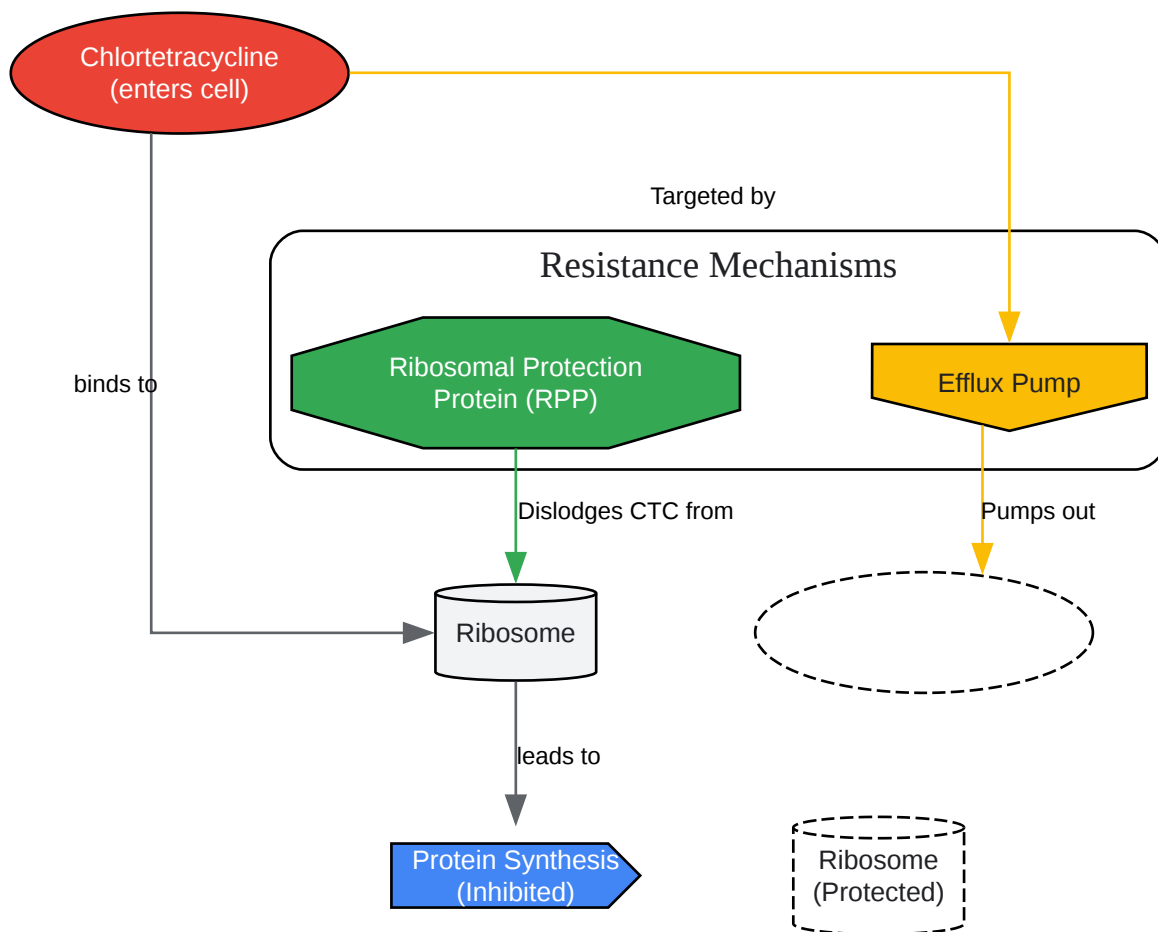 Chlortetracycline
(enters cell)
Targeted by
Resistance Mechanisms
Ribosomal Protection
Protein (RPP)
Efflux Pump
binds to
Dislodges CTC from
Pumps out
Ribosome
leads to
Protein Synthesis
(Inhibited)
Ribosome
(Protected)